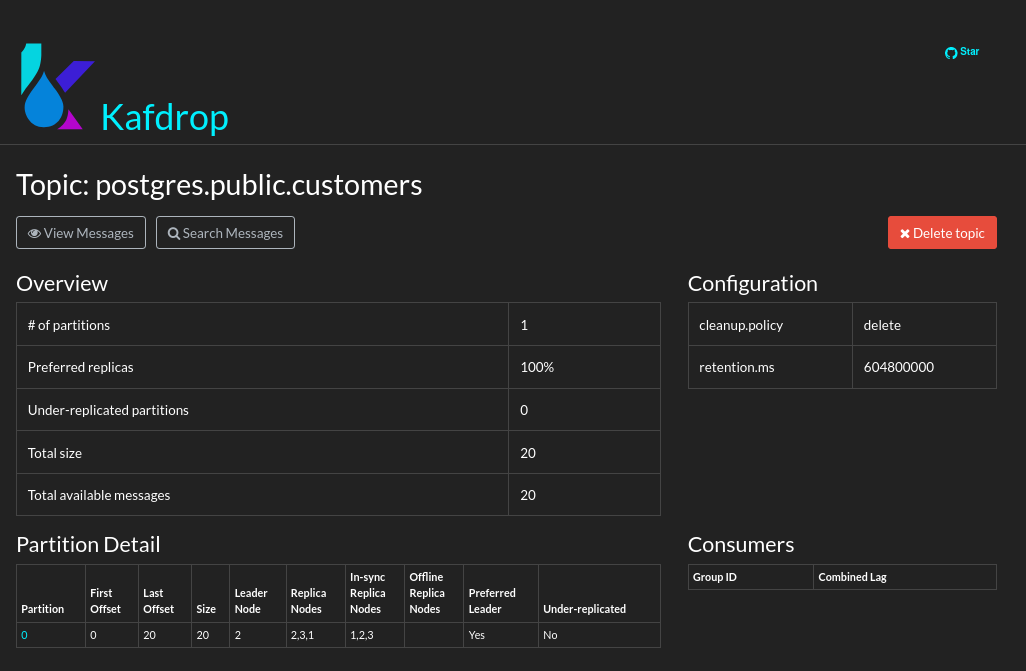 Star
Kafdrop
Topic: postgres.public.customers
View Messages Search Messages Delete topic
Overview
# of partitions 1
Preferred replicas 100%
Under-replicated partitions 0
Total size 20
Total available messages 20
Configuration
cleanup.policy delete
retention.ms 604800000
Partition Detail
Partition First Offset Last Offset Size Leader Node Replica Nodes In-sync Replica Nodes Offline Replica Nodes Preferred Leader Under-replicated
0 0 20 20 2 2,3,1 1,2,3 Yes No
Consumers
Group ID Combined Lag